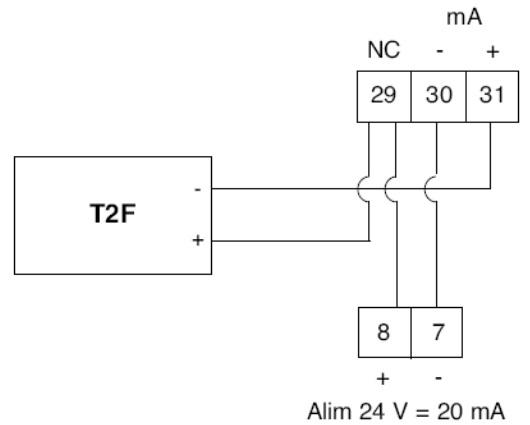 mA
NC - +
29 30 31
-
T2F
+
8 7
+ -
Alim 24 V = 20 mA